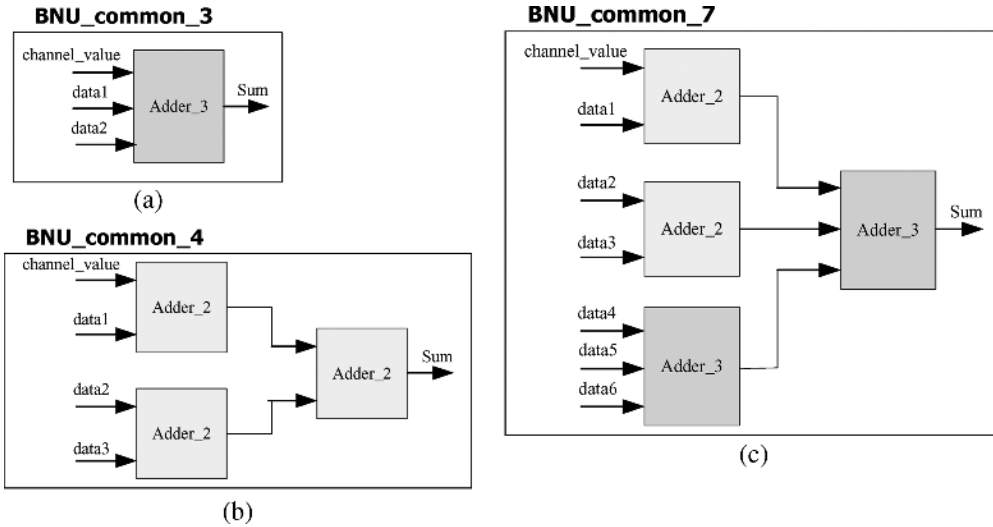 BNU_common_3
channel_value
data1
data2
Adder_3
Sum
(a)
BNU_common_4
channel_value
data1
Adder_2
data2
data3
Adder_2
Adder_2
Sum
(b)
BNU_common_7
channel_value
data1
Adder_2
data2
data3
Adder_2
data4
data5
data6
Adder_3
Adder_3
Sum
(c)